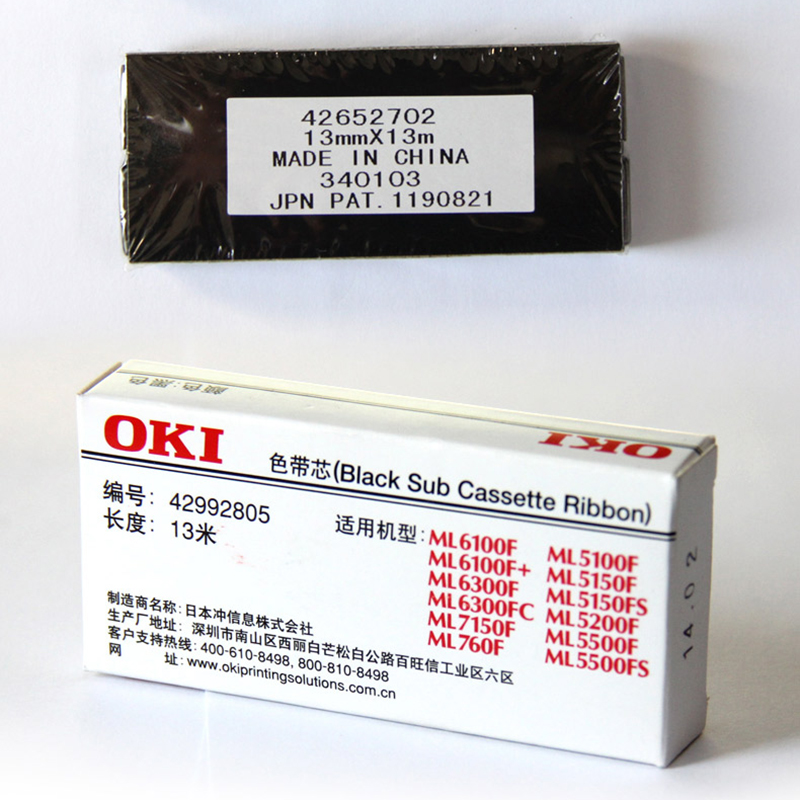 42652702
13mmX13m
MADE IN CHINA
340103
JPN PAT.1190821
颜色:黑色
OKI
OKI
色带芯(Black Sub Cassette Ribbon)
编号: 42992805
长度: 13米
适用机型:
ML6100F
ML6100F+
ML6300F
ML6300FC
ML7150F
ML760F
ML5100F
ML5150F
ML5150FS
ML5200F
ML5500F
ML5500FS
制造商名称: 日本冲信息株式会社
生产厂地址: 深圳市南山区西丽白芒松白公路百旺信工业区六区
客户支持热线: 400-610-8498, 800-810-8498
网 址: www.okiprintingsolutions.com.cn
14.02